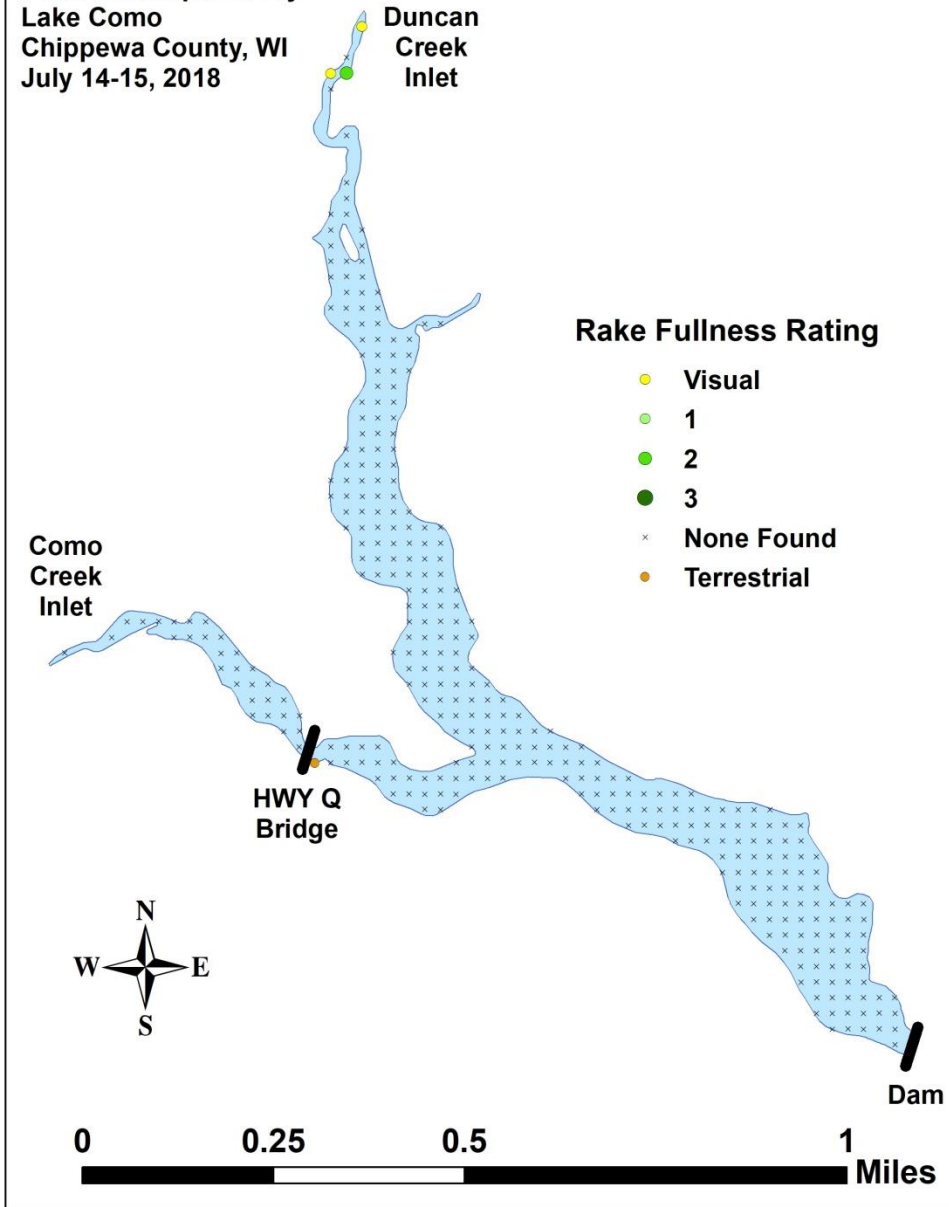 Lake Como
Chippewa County, WI
July 14-15, 2018
Duncan
Creek
Inlet
Rake Fullness Rating
Visual
1
2
3
None Found
Terrestrial
Como
Creek
Inlet
HWY Q
Bridge
N
W E
S
Dam
0 0.25 0.5 1
Miles